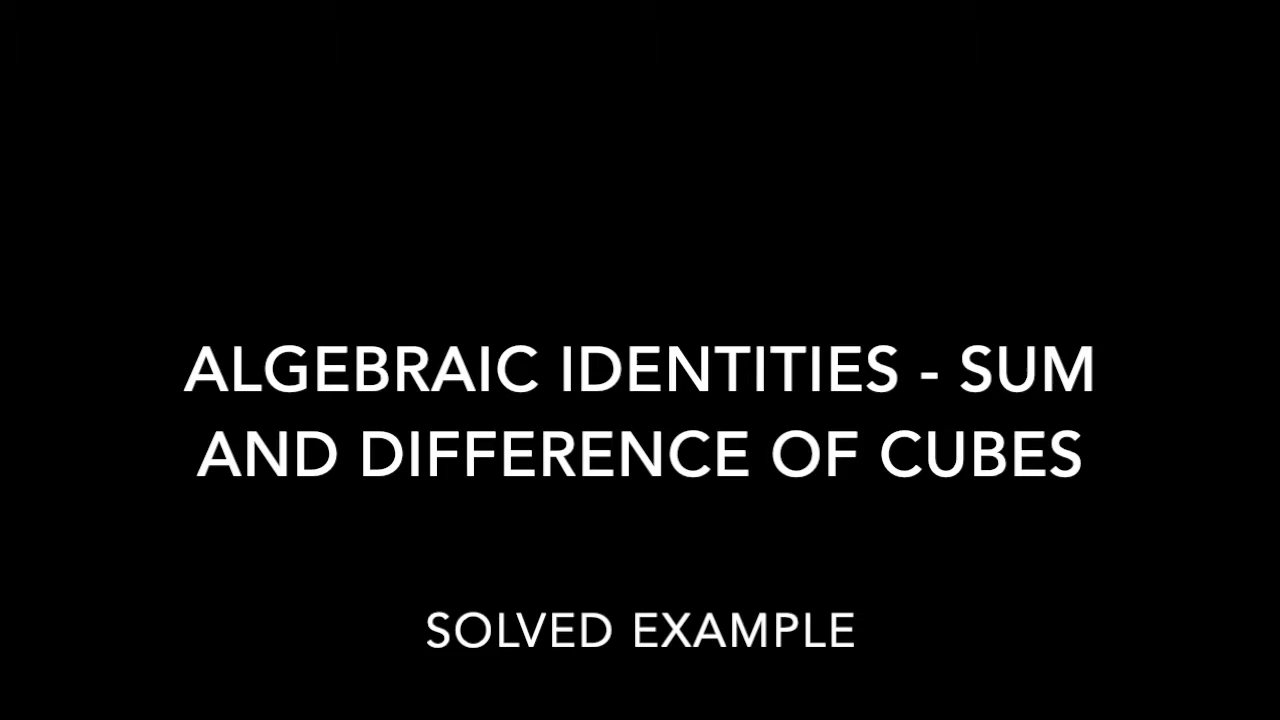 ALGEBRAIC IDENTITIES - SUM
AND DIFFERENCE OF CUBES
SOLVED EXAMPLE